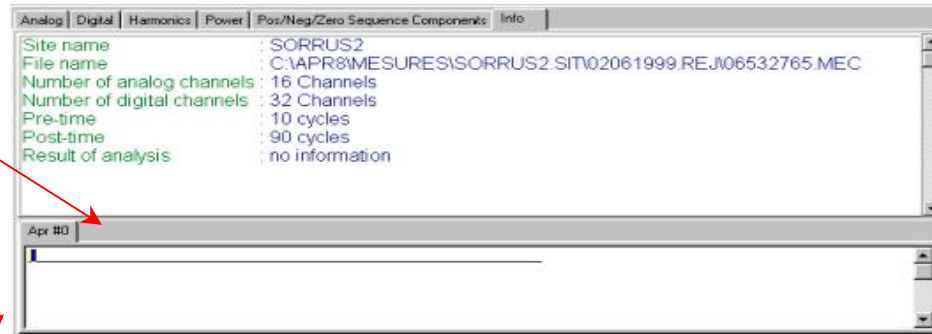 Analog Digital Harmonics Power Pos/Neg/Zero Sequence Components Info
Site name : SORRUS2
File name : C:\APR8\MESURES\SORRUS2.SIT\02061999.REJ\06532765.MEC
Number of analog channels : 16 Channels
Number of digital channels : 32 Channels
Pre-time : 10 cycles
Post-time : 90 cycles
Result of analysis : no information
Apr #0